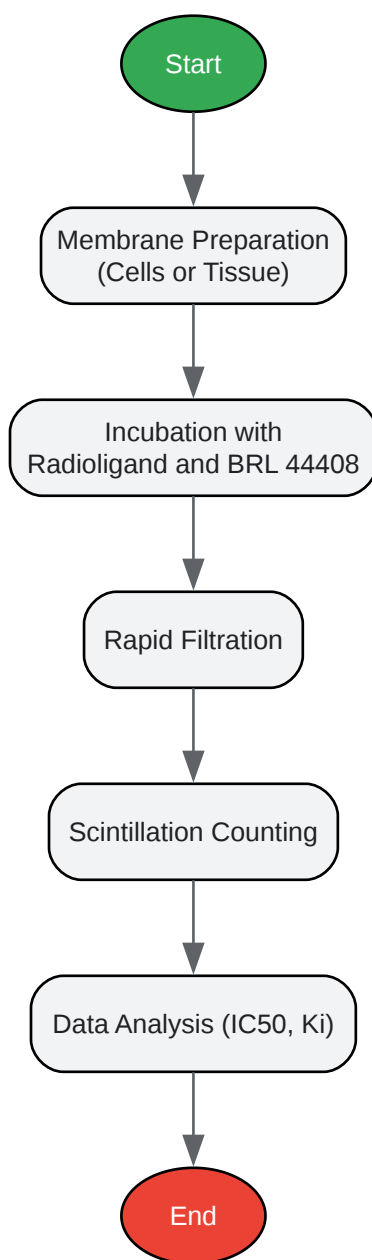 Start
Membrane Preparation
(Cells or Tissue)
Incubation with
Radioligand and BRL 44408
Rapid Filtration
Scintillation Counting
Data Analysis (IC50, Ki)
End